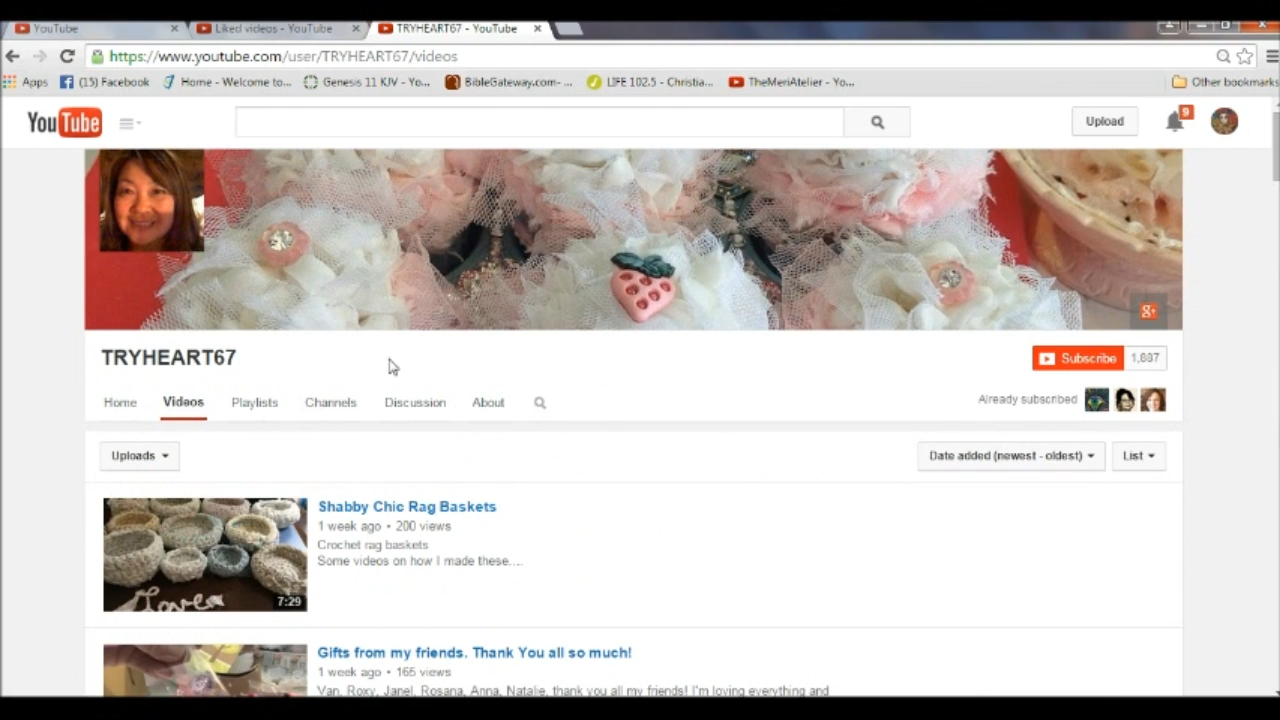 YouTube
Liked videos - YouTube
TRYHEART67 - YouTube
https://www.youtube.com/user/TRYHEART67/videos
Apps
(15) Facebook
Home - Welcome to...
Genesis 11 KJV - Yo...
BibleGateway.com- ...
LIFE 102.5 - Christia...
TheMeriAtelier - Yo...
Other bookmarks
YouTube
Upload
9
g+
TRYHEART67
Subscribe
1,887
Home
Videos
Playlists
Channels
Discussion
About
Already subscribed
Uploads
Date added (newest - oldest)
List
Shabby Chic Rag Baskets
1 week ago • 200 views
Crochet rag baskets
Some videos on how I made these....
7:29
Gifts from my friends. Thank You all so much!
1 week ago • 165 views
Van, Roxy, Janel, Rosana, Anna, Natalie, thank you all my friends! I'm loving everything and